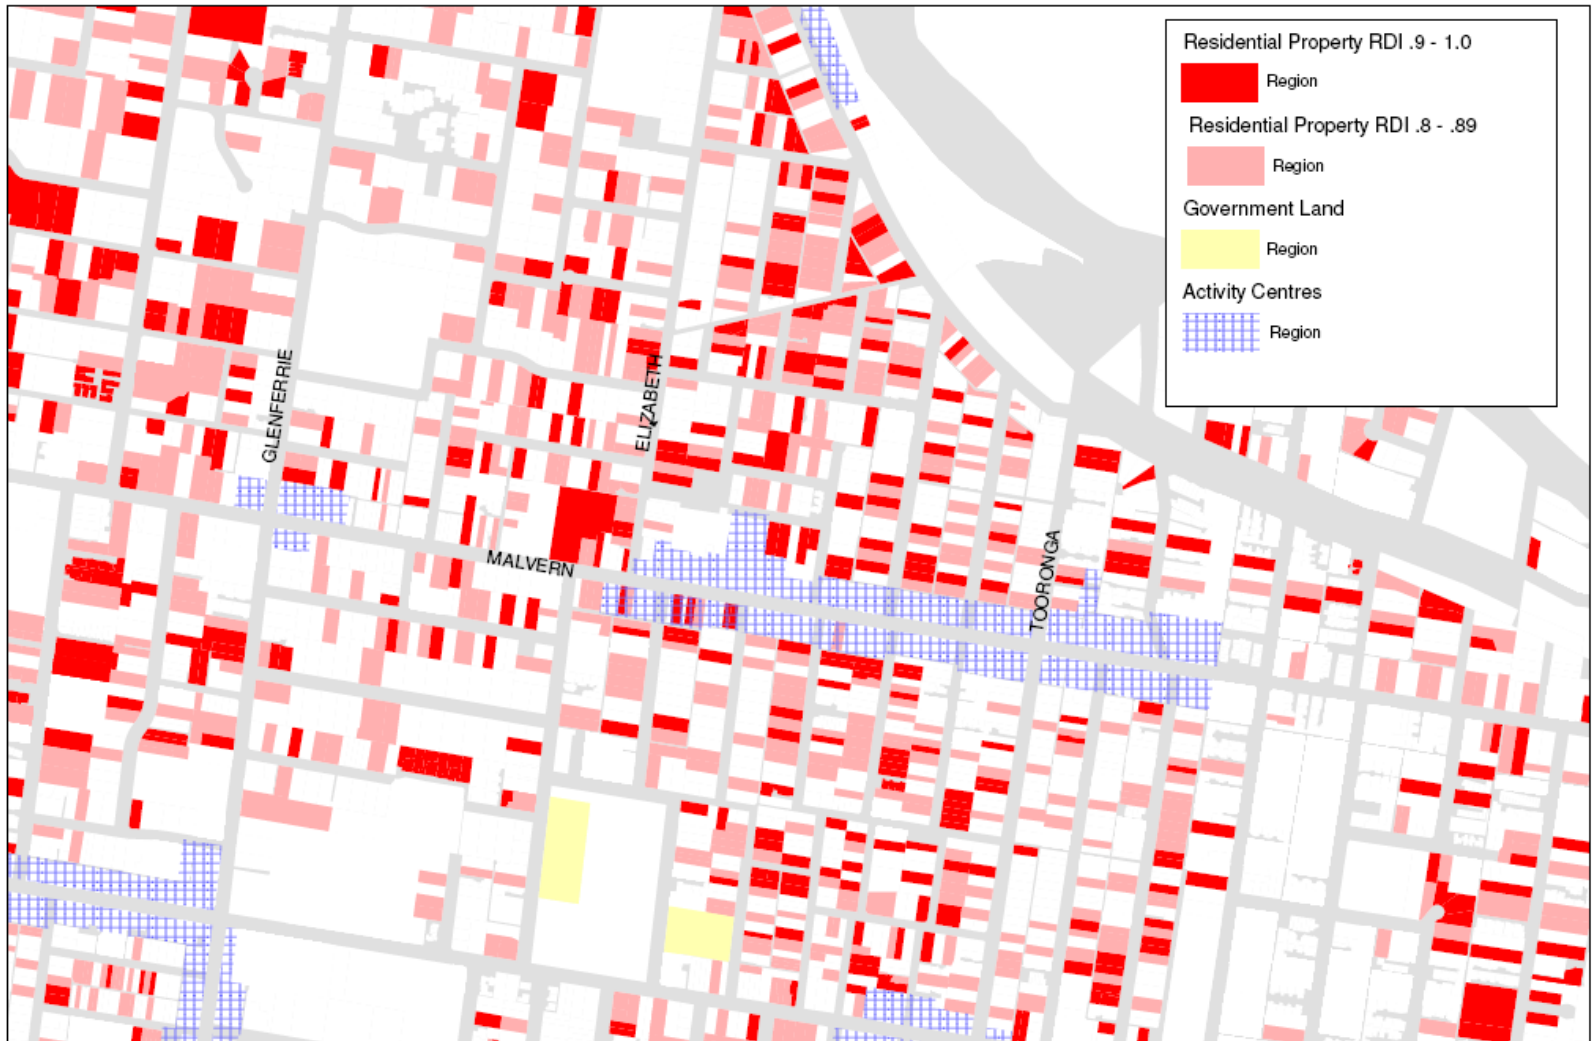 Residential Property RDI .9 - 1.0
Region
Residential Property RDI .8 - .89
Region
Government Land
Region
Activity Centres
Region
GLENFERRIE
ELIZABETH
MALVERN
TOORONGA